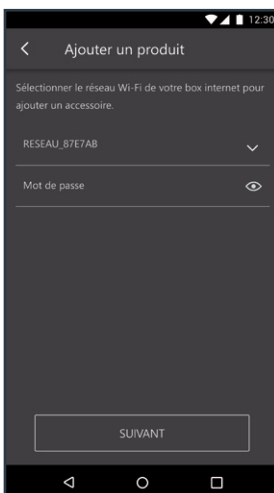 12:30
Ajouter un produit
Sélectionner le réseau Wi-Fi de votre box internet pour
ajouter un accessoire.
RESEAU_87E7AB
Mot de passe
SUIVANT